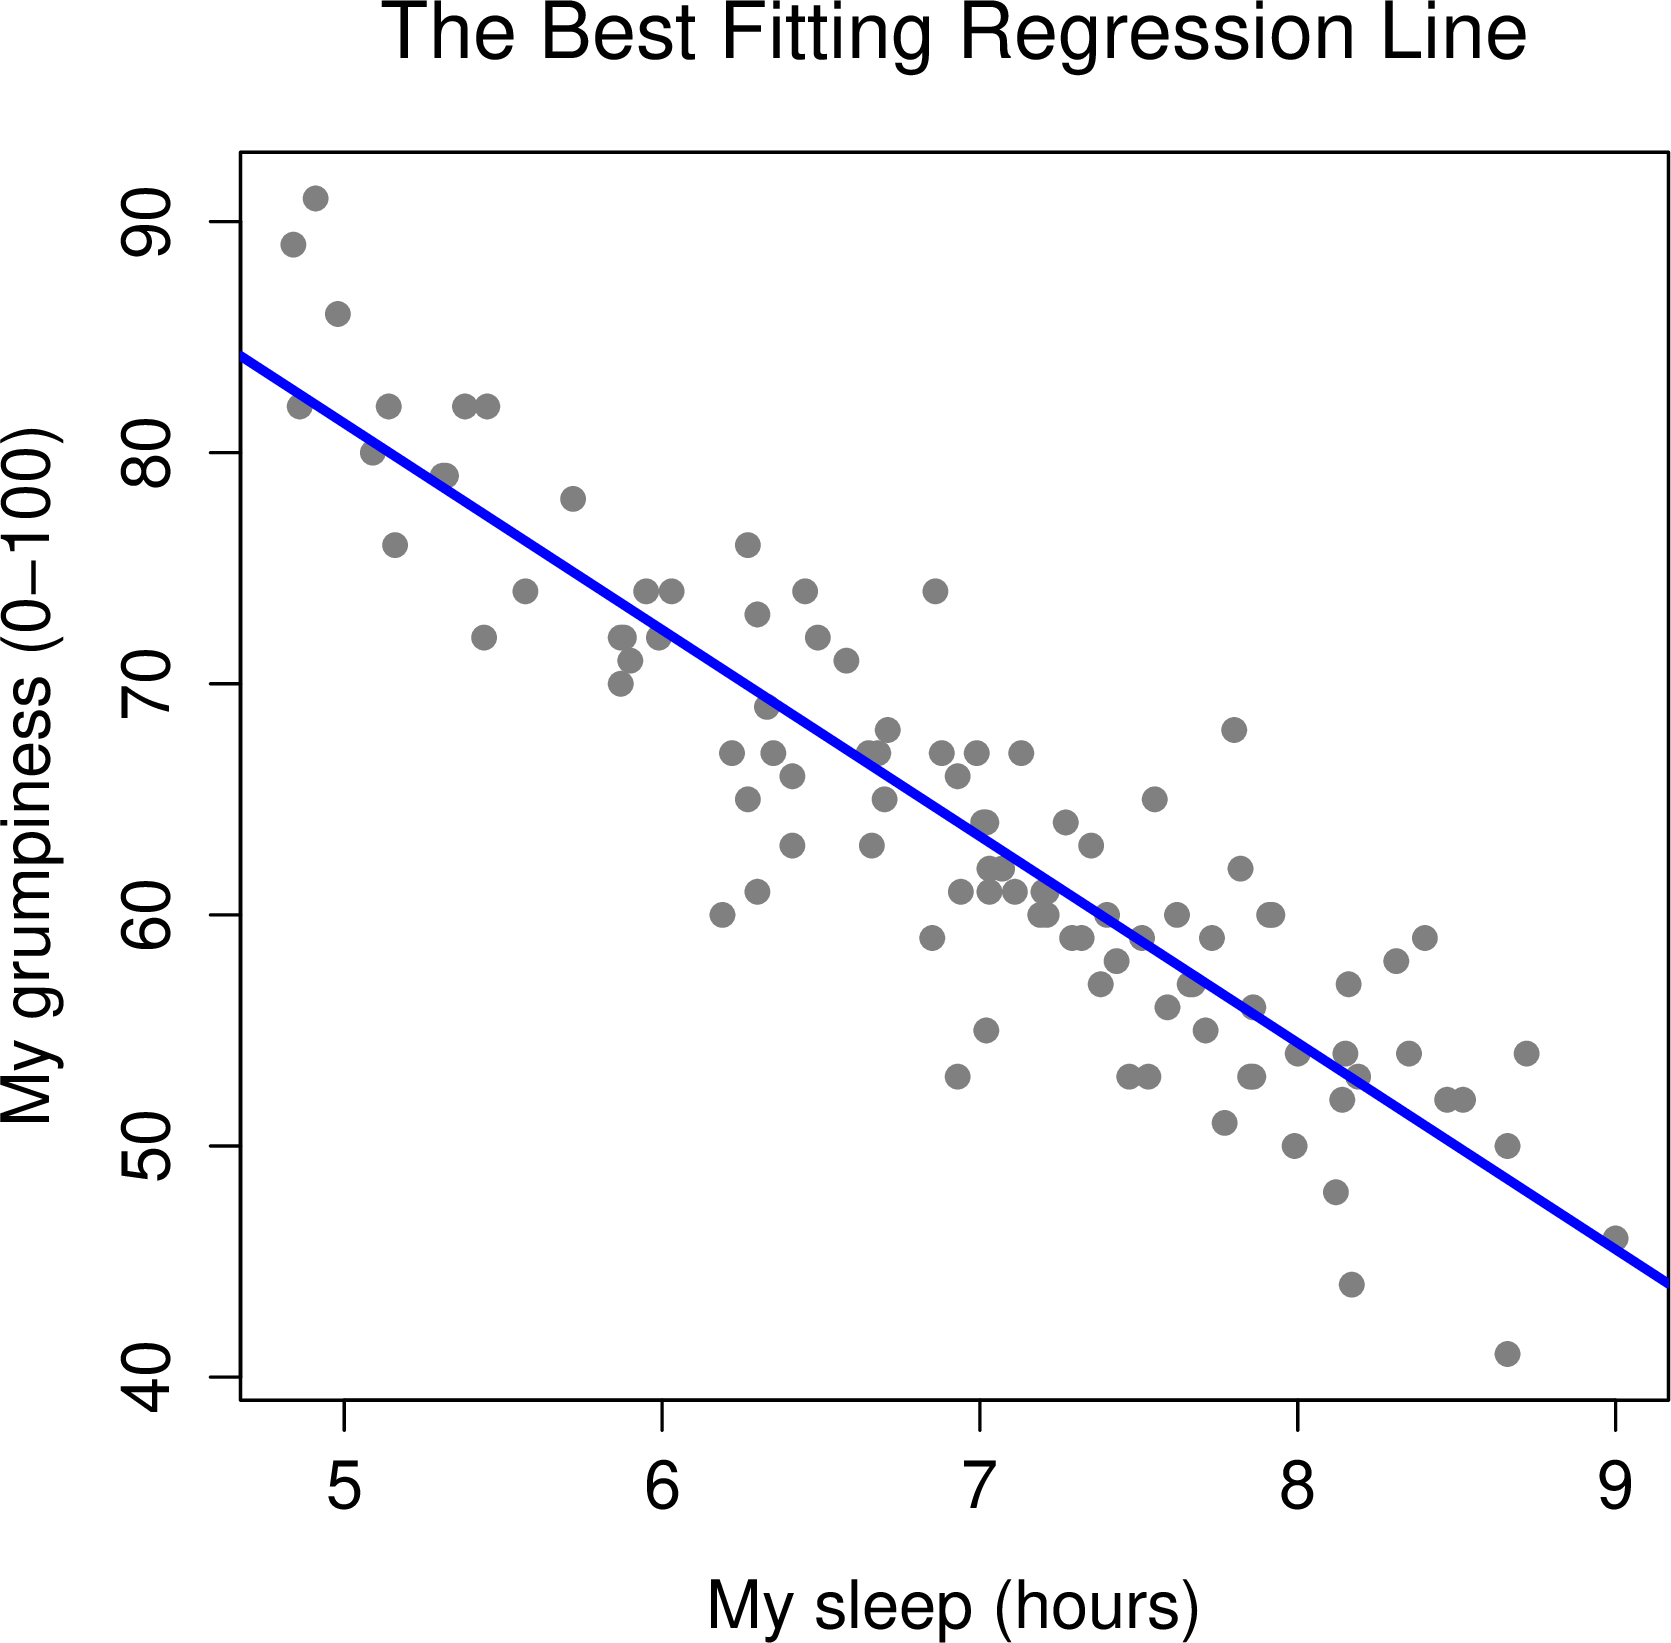 The Best Fitting Regression Line
My grumpiness (0−100)
90
80
70
60
50
40
5 6 7 8 9
My sleep (hours)